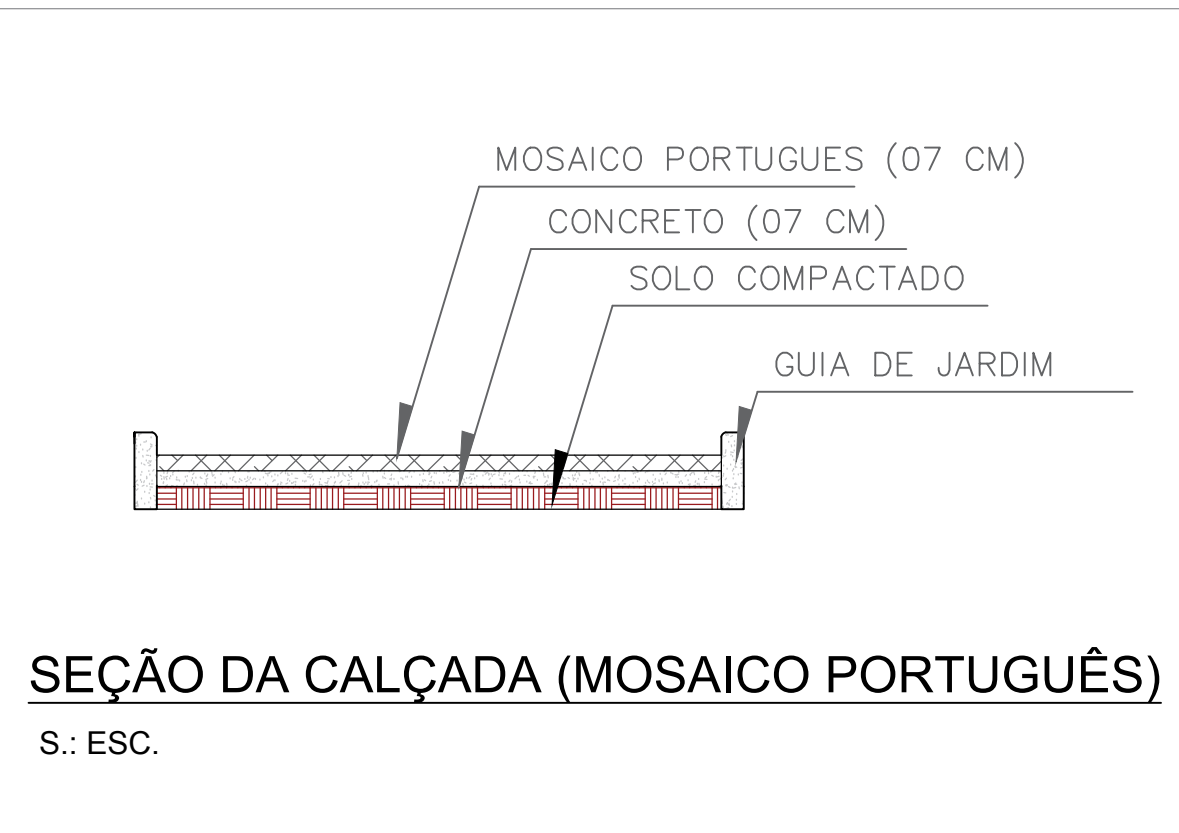 MOSAICO PORTUGUES (07 CM)
CONCRETO (07 CM)
SOLO COMPACTADO
GUIA DE JARDIM
SEÇÃO DA CALÇADA (MOSAICO PORTUGUÊS)
S.: ESC.